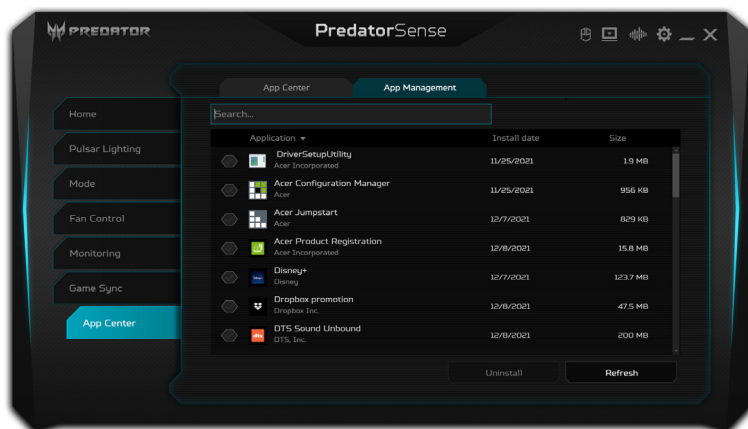 PREDATOR
PredatorSense
App Center
App Management
Home
Pulsar Lighting
Mode
Fan Control
Monitoring
Game Sync
App Center
Search...
Application Install date Size
DriverSetupUtility
Acer Incorporated
11/25/2021 1.9 MB
Acer Configuration Manager
Acer
11/25/2021 956 KB
Acer Jumpstart
Acer
12/7/2021 829 KB
Acer Product Registration
Acer Incorporated
12/8/2021 15.8 MB
Disney+
Disney
12/7/2021 123.7 MB
Dropbox promotion
Dropbox Inc.
12/8/2021 47.5 MB
DTS Sound Unbound
DTS, Inc.
12/8/2021 200 MB
Uninstall
Refresh